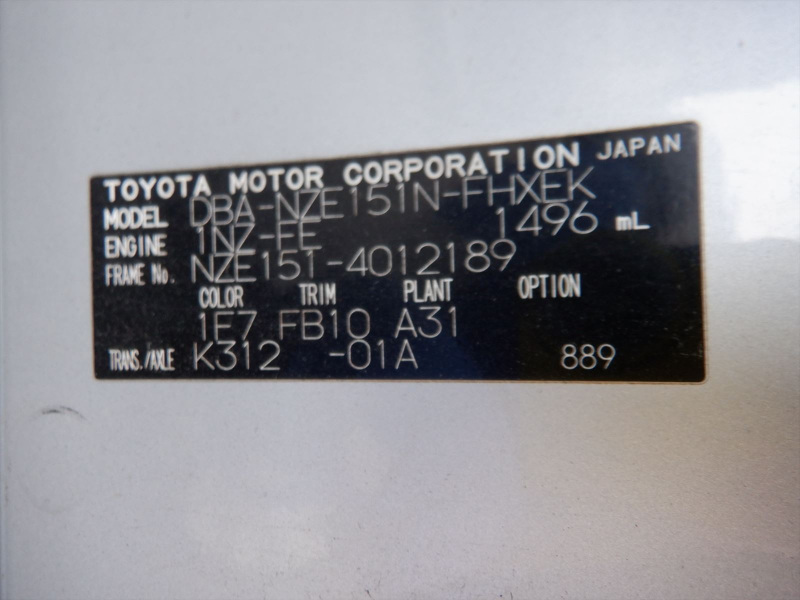 TOYOTA MOTOR CORPORATION JAPAN
MODEL DBA-NZE151N-FHXEK
ENGINE 1NZ-FE 1496 mL
FRAME No. NZE151-4012189
COLOR TRIM PLANT OPTION
1F7 FB10 A31
TRANS./AXLE K312 -01A 889